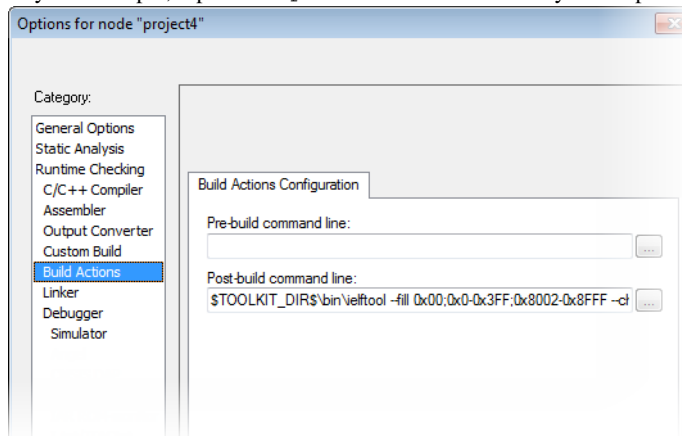 Options for node "project4"
Category:
General Options
Static Analysis
Runtime Checking
C/C++ Compiler
Assembler
Output Converter
Custom Build
Build Actions
Linker
Debugger
Simulator
Build Actions Configuration
Pre-build command line:
...
Post-build command line:
$TOOLKIT_DIR$\bin\ielftool --fill 0x00;0x0-0x3FF;0x8002-0x8FFF --ch
...